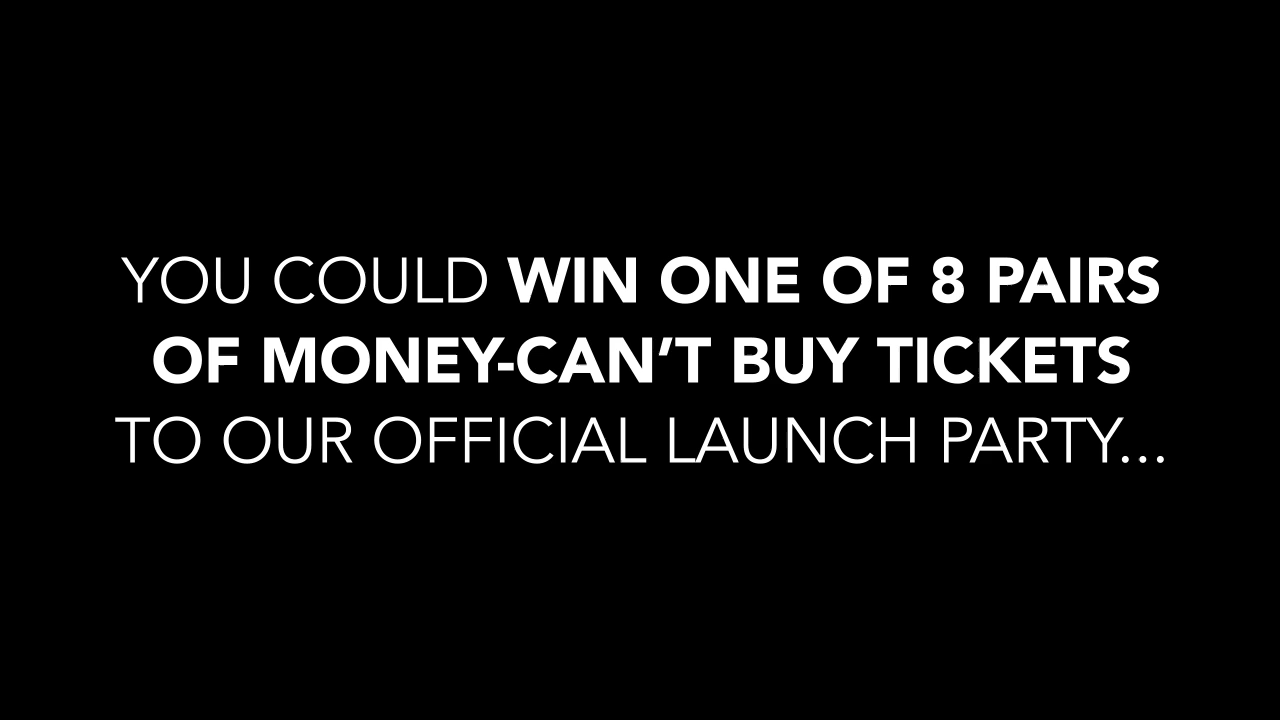 YOU COULD WIN ONE OF 8 PAIRS
OF MONEY-CAN’T BUY TICKETS
TO OUR OFFICIAL LAUNCH PARTY...